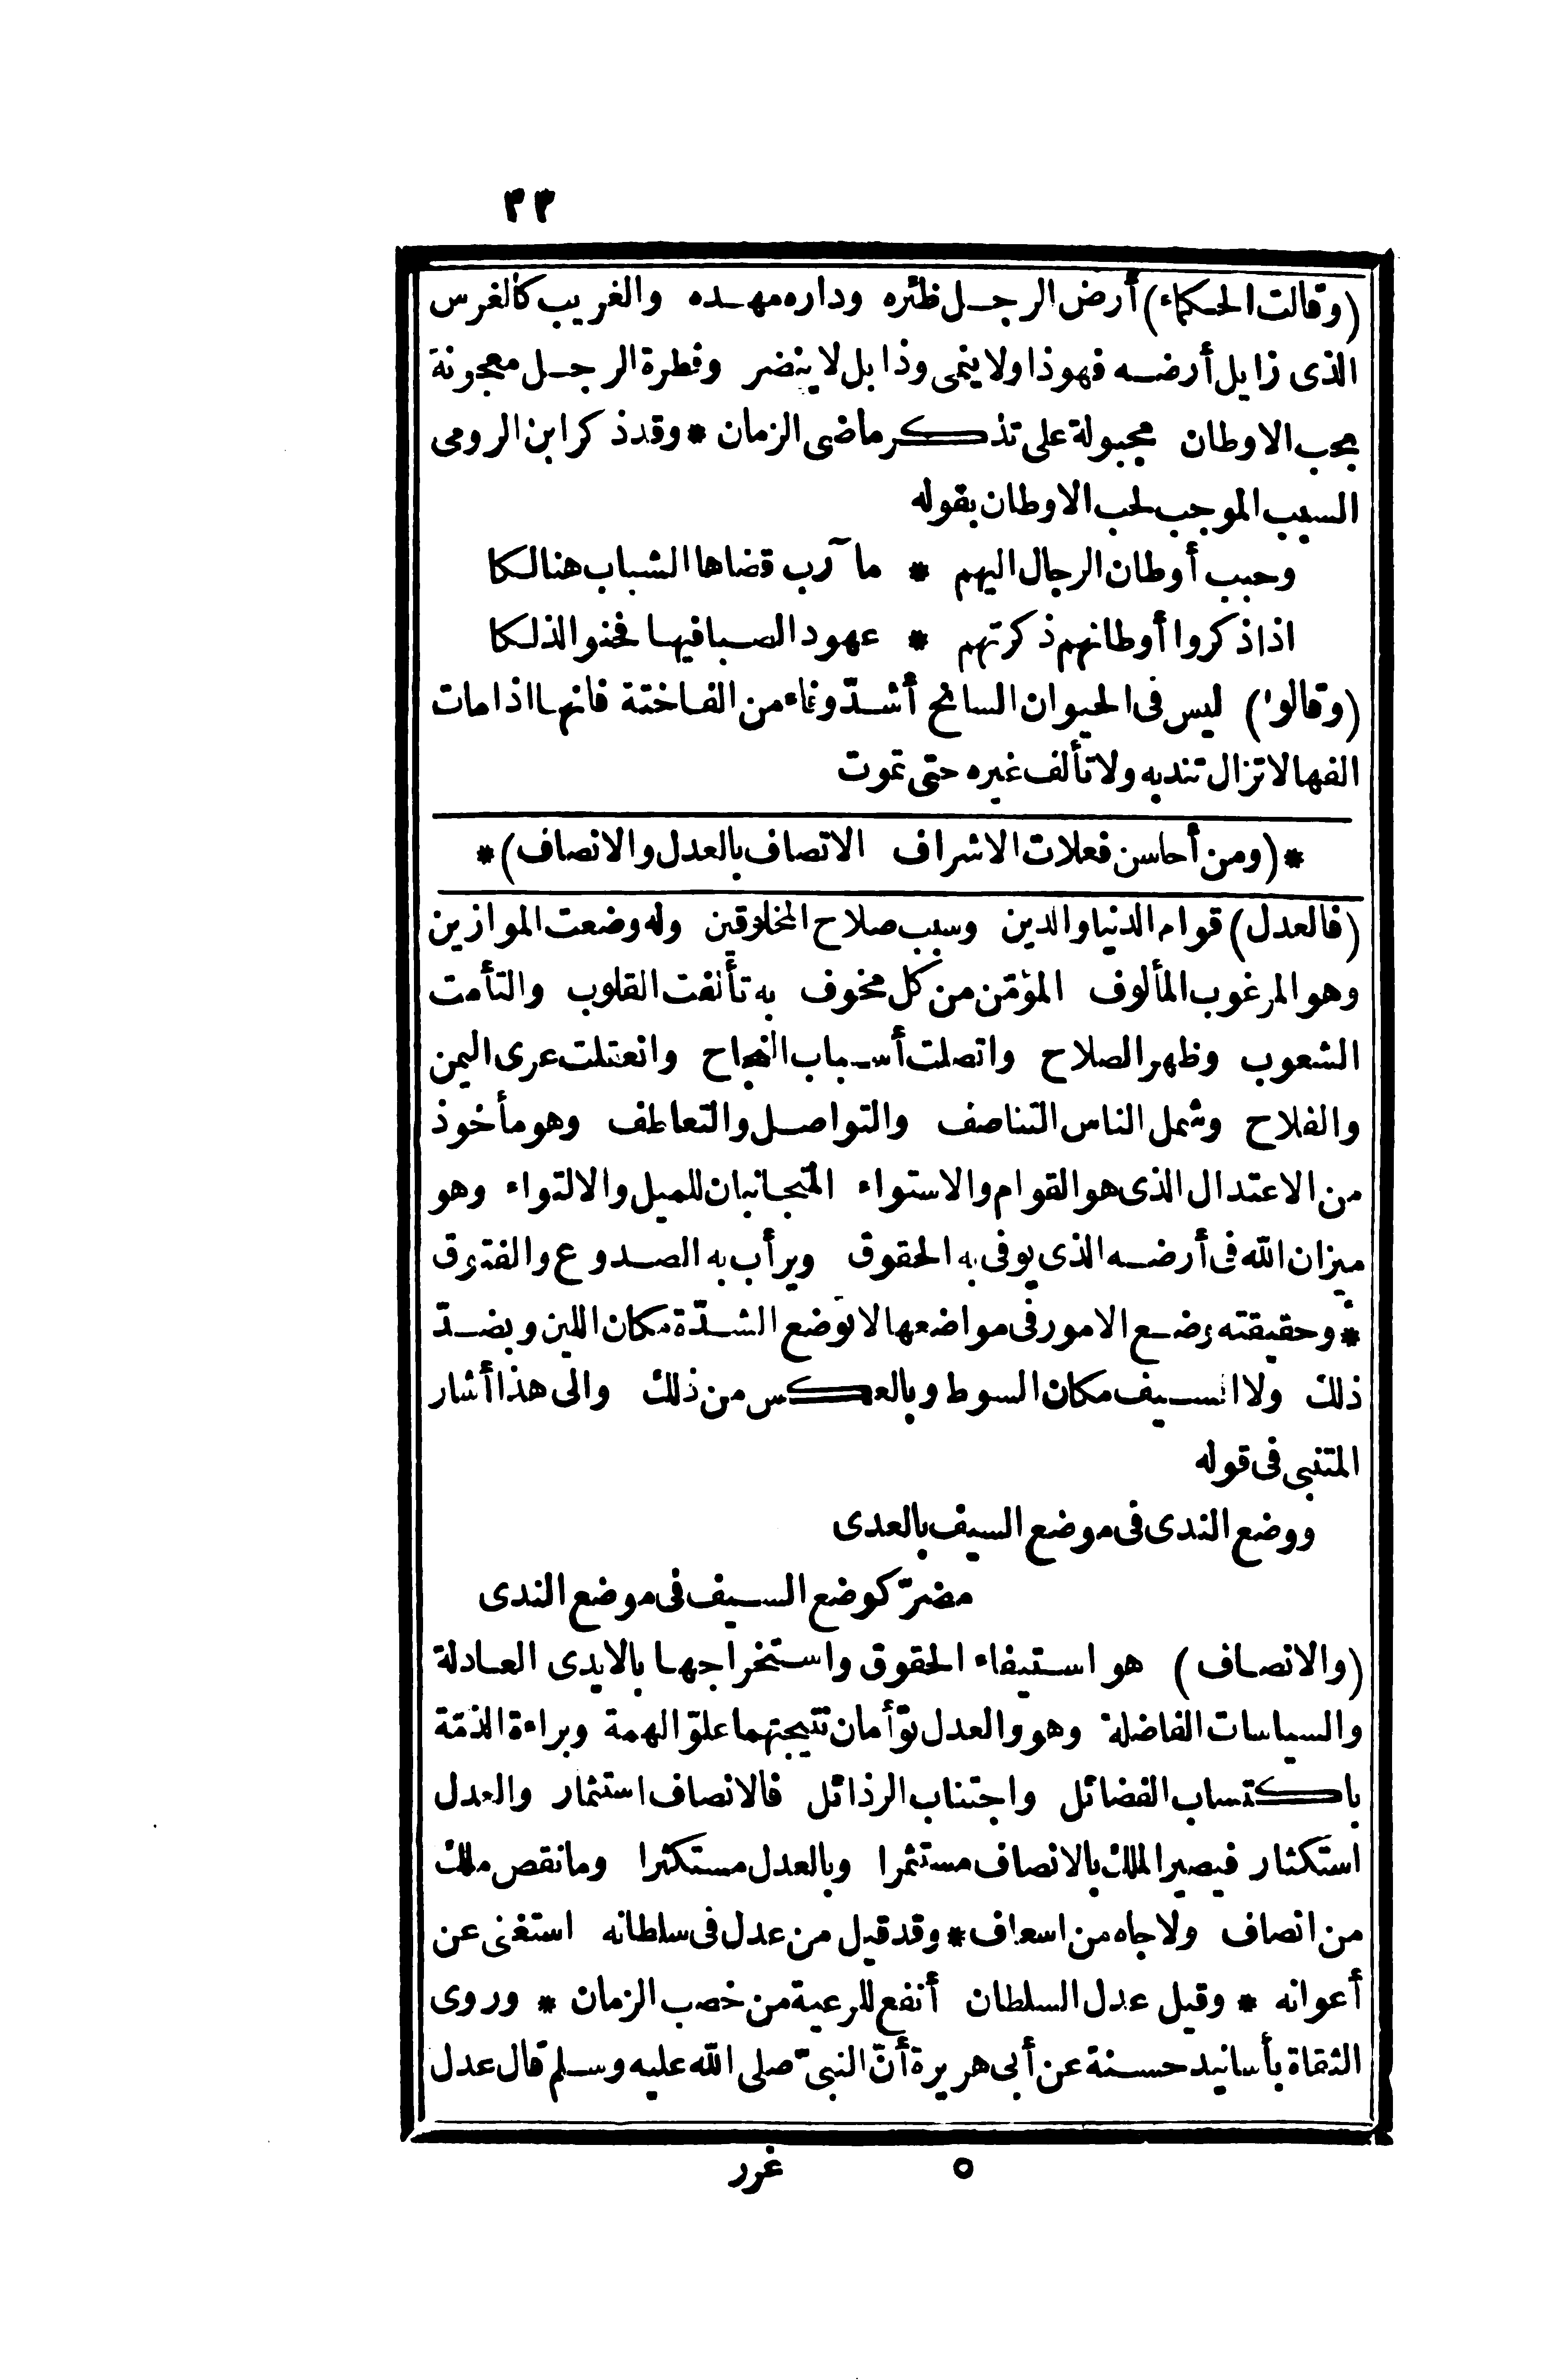 ٣٣
(وقالت الحكماء) أرض الرجل ظئره وداره مهده والغريب كالغرس
الذى زايل أرضه فهو ذا ولا ينمى وذابل لا ينضر وفطرة الرجل معجونة
بحب الاوطان مجبولة على تذكر ماضى الزمان * وقد ذكر ابن الرومى
السبب الموجب لحب الاوطان بقوله
وحبب أوطان الرجال اليهم * مآرب قضاها الشباب هنالكا
اذا ذكروا أوطانهم ذكرتهم * عهود الصبا فيها فحنوا لذلكا
(وقالوا) ليس فى الحيوان السائح أشدّ وفاء من الفاختة فانها اذا مات
الفها لا تزال تندبه ولا تألف غيره حتى تموت
*(ومن أحاسن فعلات الاشراف الاتصاف بالعدل والانصاف)*
(فالعدل) قوام الدنيا والدين وسبب صلاح المخلوقين وله وضعت الموازين
وهو المرغوب المألوف المؤمّن من كل مخوف به تألفت القلوب والتأمت
الشعوب وظهر الصلاح واتصلت أسباب النجاح وانعقلت عرى اليمن
والفلاح وشمل الناس التناصف والتواصل والتعاطف وهو مأخوذ
من الاعتدال الذى هو القوام والاستواء المتجانبان للميل والالتواء وهو
ميزان الله فى أرضه الذى يوفى به الحقوق ويرأب به الصدوع والفتوق
* وحقيقته وضع الامور فى مواضعها لا توضع الشدّة مكان اللين وبضدّ
ذلك ولا السيف مكان السوط وبالعكس من ذلك والى هذا أشار
المتنبى فى قوله
ووضع الندى فى موضع السيف بالعدى
مضرّ كوضع السيف فى موضع الندى
(والانصاف) هو استيفاء الحقوق واستخراجها بالايدى العادلة
والسياسات الفاضلة وهو والعدل توأمان نتيجتهما علوّ الهمة وبراءة الذمّة
باكتساب الفضائل واجتناب الرذائل فالانصاف استثمار والعدل
استكثار فيصير الملك بالانصاف مستثمرا وبالعدل مستكثرا وما نقص ملك
من انصاف ولا جاه من اسعاف * وقد قيل من عدل فى سلطانه استغنى عن
أعوانه * وقيل عدل السلطان أنفع للرعية من خصب الزمان * وروى
الثقاة بأسانيد حسنة عن أبى هريرة أنّ النبىّ صلى الله عليه وسلم قال عدل
٥ غرر